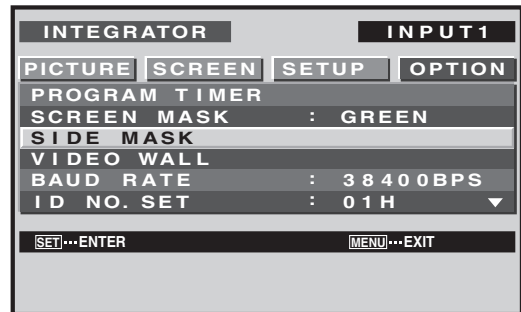 INTEGRATOR INPUT1
PICTURE SCREEN SETUP OPTION
PROGRAM TIMER
SCREEN MASK : GREEN
SIDE MASK
VIDEO WALL
BAUD RATE : 38400BPS
ID NO. SET : 01H ▼
SET···ENTER MENU···EXIT